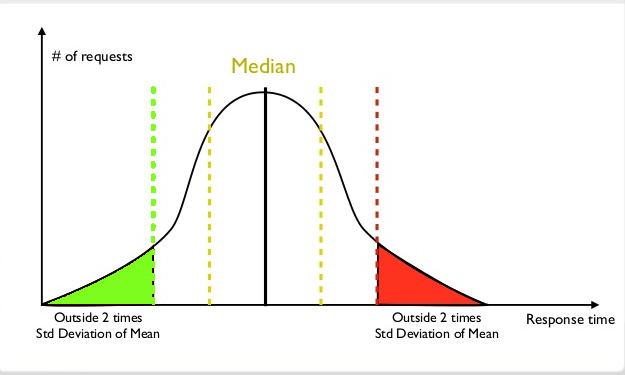 # of requests
Median
Outside 2 times
Std Deviation of Mean
Outside 2 times
Std Deviation of Mean
Response time